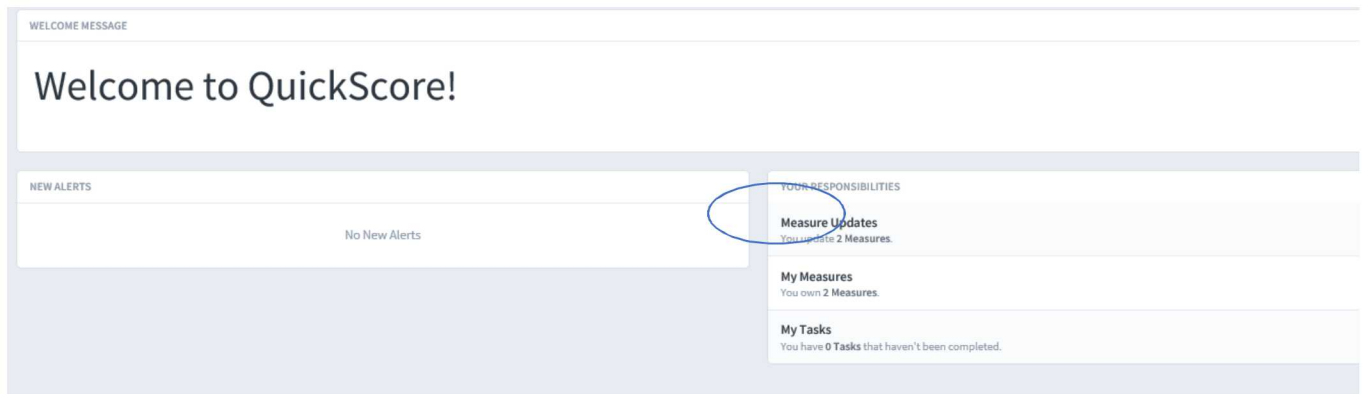 WELCOME MESSAGE
Welcome to QuickScore!
NEW ALERTS
No New Alerts
YOUR RESPONSIBILITIES
Measure Updates
You update 2 Measures.
My Measures
You own 2 Measures.
My Tasks
You have 0 Tasks that haven't been completed.